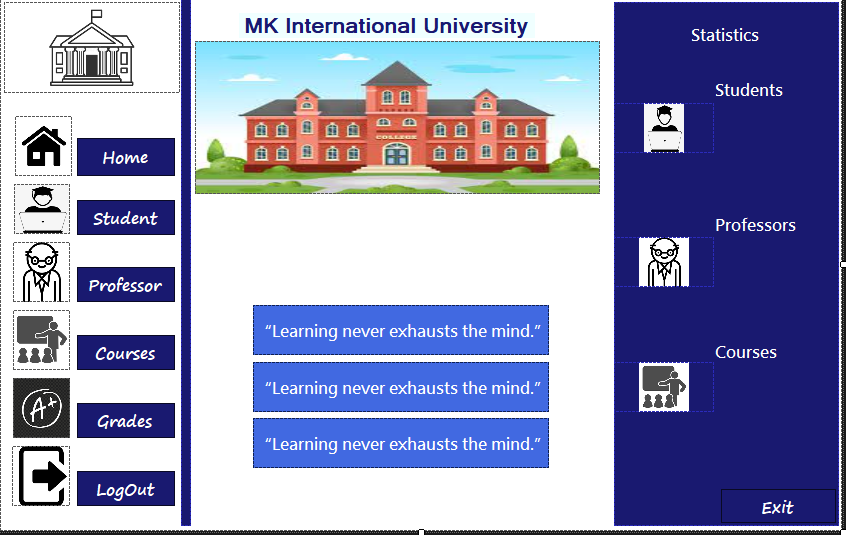 MK International University
COLLEGE
Home
Student
Professor
Courses
A+
Grades
LogOut
“Learning never exhausts the mind.”
“Learning never exhausts the mind.”
“Learning never exhausts the mind.”
Statistics
Students
Professors
Courses
Exit